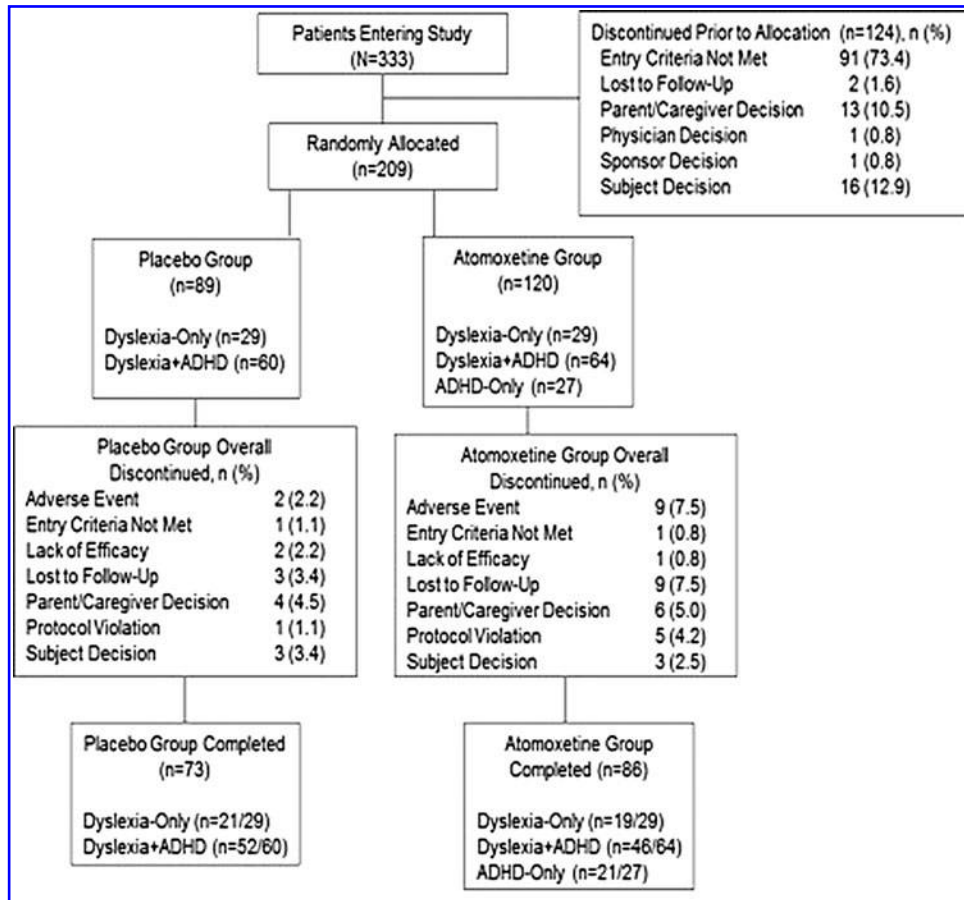 Patients Entering Study
(N=333)
Discontinued Prior to Allocation (n=124), n (%)
Entry Criteria Not Met 91 (73.4)
Lost to Follow-Up 2 (1.6)
Parent/Caregiver Decision 13 (10.5)
Physician Decision 1 (0.8)
Sponsor Decision 1 (0.8)
Subject Decision 16 (12.9)
Randomly Allocated
(n=209)
Placebo Group
(n=89)
Dyslexia-Only (n=29)
Dyslexia+ADHD (n=60)
Atomoxetine Group
(n=120)
Dyslexia-Only (n=29)
Dyslexia+ADHD (n=64)
ADHD-Only (n=27)
Placebo Group Overall
Discontinued, n (%)
Adverse Event 2 (2.2)
Entry Criteria Not Met 1 (1.1)
Lack of Efficacy 2 (2.2)
Lost to Follow-Up 3 (3.4)
Parent/Caregiver Decision 4 (4.5)
Protocol Violation 1 (1.1)
Subject Decision 3 (3.4)
Atomoxetine Group Overall
Discontinued, n (%)
Adverse Event 9 (7.5)
Entry Criteria Not Met 1 (0.8)
Lack of Efficacy 1 (0.8)
Lost to Follow-Up 9 (7.5)
Parent/Caregiver Decision 6 (5.0)
Protocol Violation 5 (4.2)
Subject Decision 3 (2.5)
Placebo Group Completed
(n=73)
Dyslexia-Only (n=21/29)
Dyslexia+ADHD (n=52/60)
Atomoxetine Group
Completed (n=86)
Dyslexia-Only (n=19/29)
Dyslexia+ADHD (n=46/64)
ADHD-Only (n=21/27)